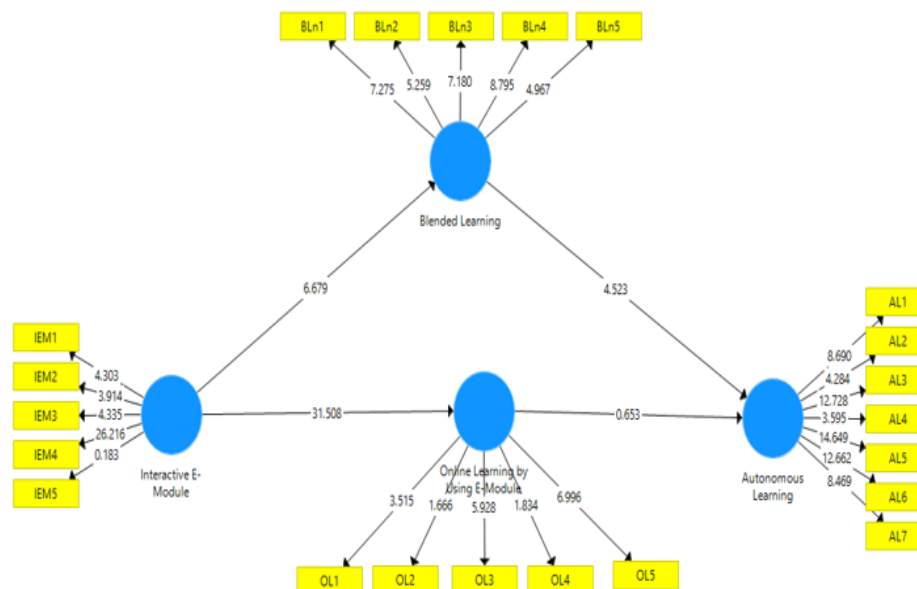 BLn1
BLn2
BLn3
BLn4
BLn5
7.275
5.259
7.180
8.795
4.967
Blended Learning
6.679
4.523
IEM1
IEM2
IEM3
IEM4
IEM5
4.303
3.914
4.335
26.216
0.183
Interactive E-
Module
31.508
Online Learning by
Using E-Module
0.653
3.515
1.666
5.928
1.834
6.996
OL1
OL2
OL3
OL4
OL5
AL1
AL2
AL3
AL4
AL5
AL6
AL7
8.690
4.284
12.728
3.595
14.649
12.662
8.469
Autonomous
Learning